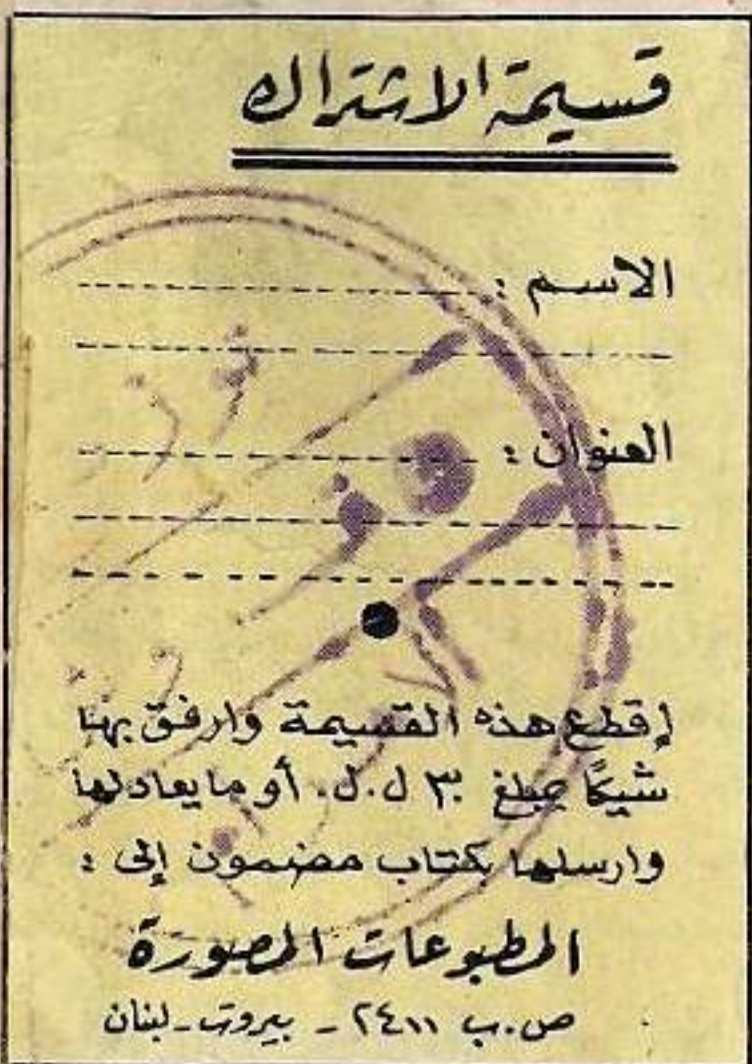 قسيمة الاشتراك
الاسم :
العنوان :
إقطع هذه القسيمة وارفق بها
شيكًا بمبلغ ٣٠ ل.ل. أو ما يعادلها
وارسلها بكتاب مضمون إلى :
المطبوعات المصورة
ص.ب ٢٤١١ - بيروت - لبنان